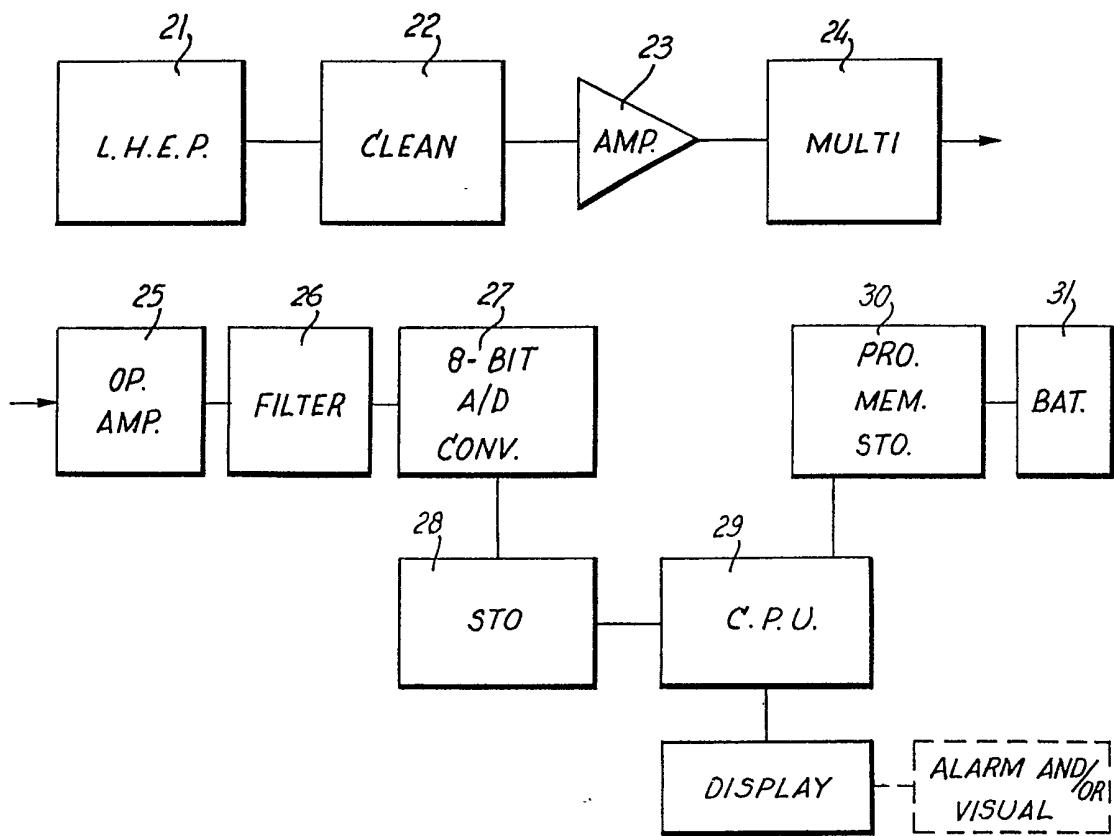 21
22
23
24
L. H. E. P.
CLEAN
AMP.
MULTI
25
26
27
30
31
OP.
AMP.
FILTER
8- BIT
A/D
CONV.
PRO.
MEM.
STO.
BAT.
28
29
STO
C. P. U.
DISPLAY
ALARM AND/OR
VISUAL